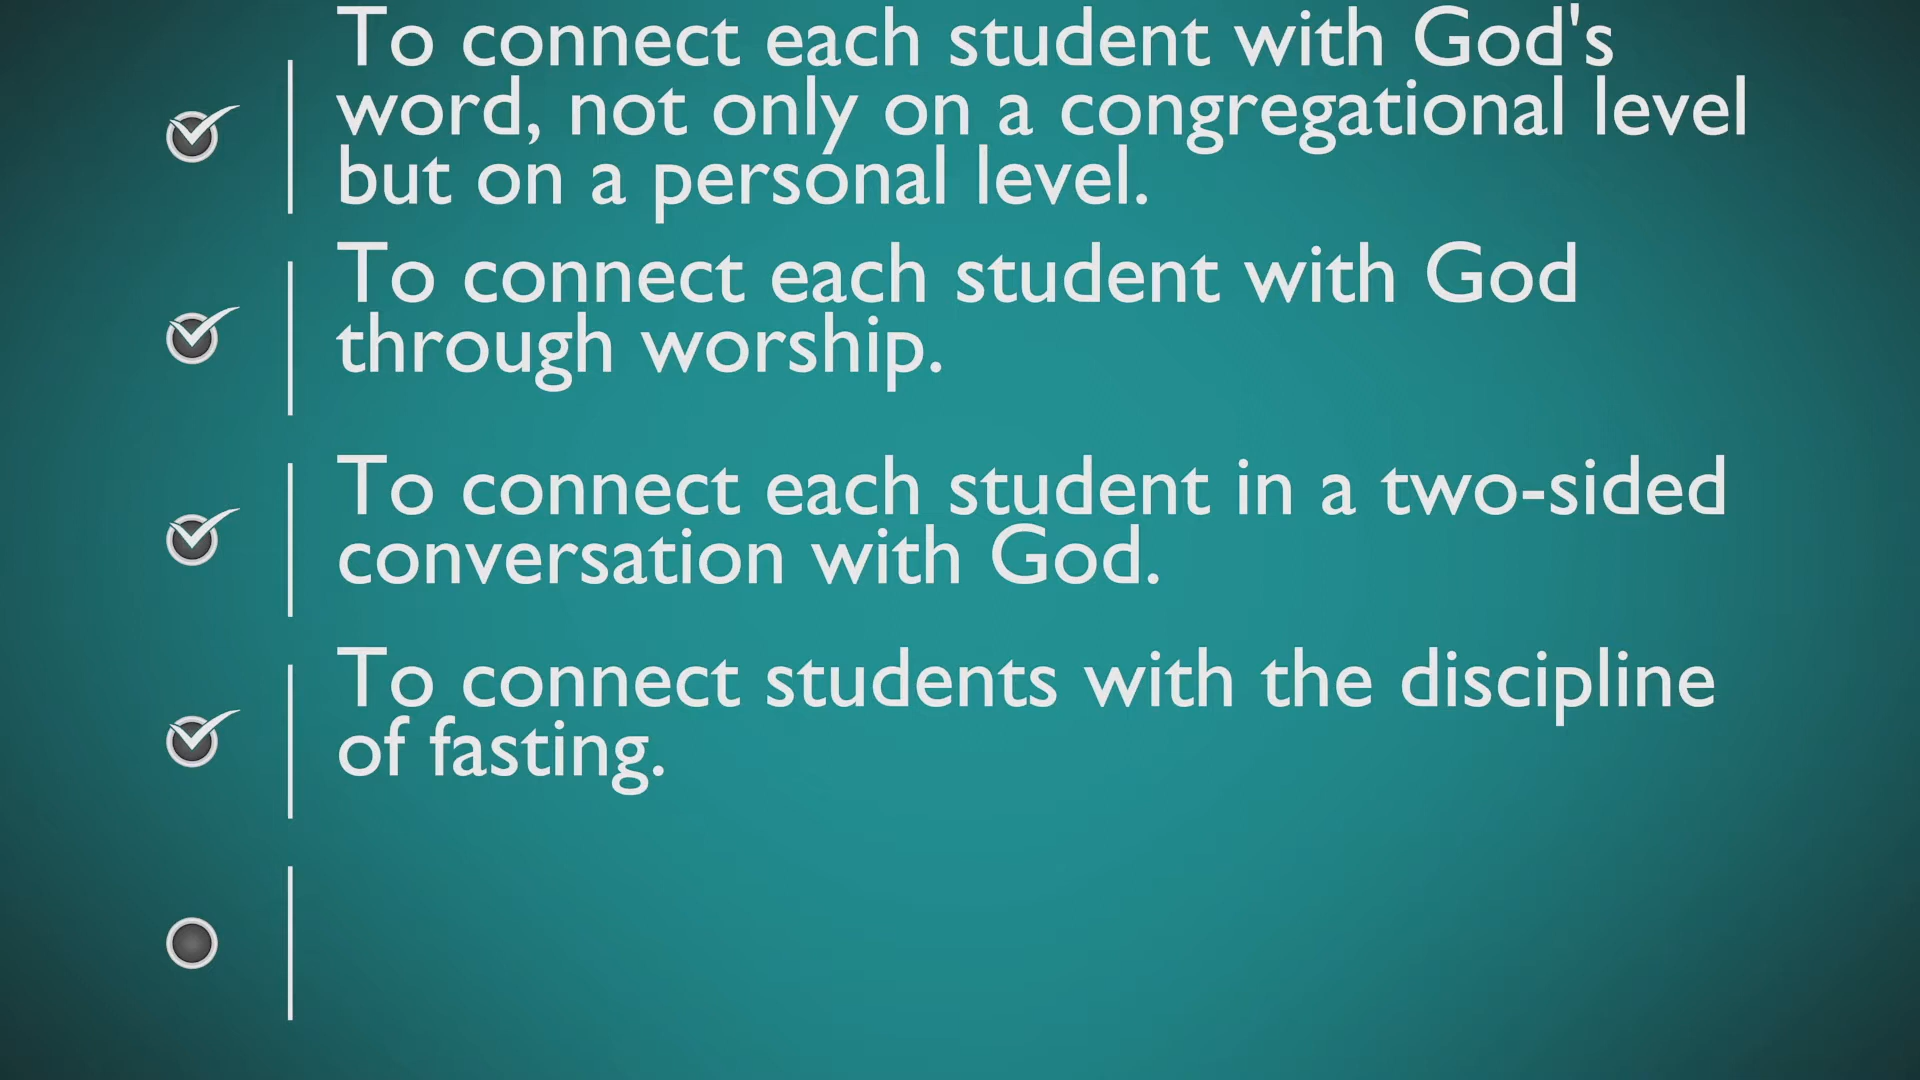 To connect each student with God's
word, not only on a congregational level
but on a personal level.
To connect each student with God
through worship.
To connect each student in a two-sided
conversation with God.
To connect students with the discipline
of fasting.